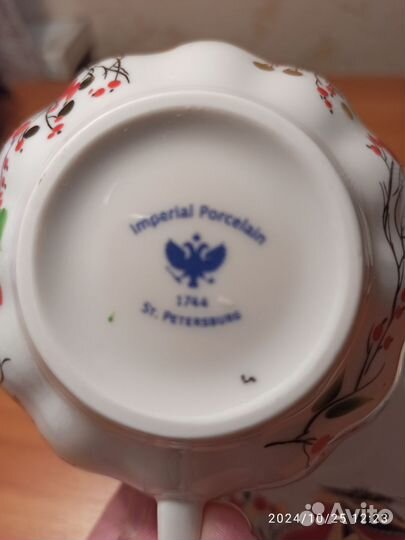 Imperial Porcelain
1744
St. Petersburg
2024/10/25 12:23
Avito